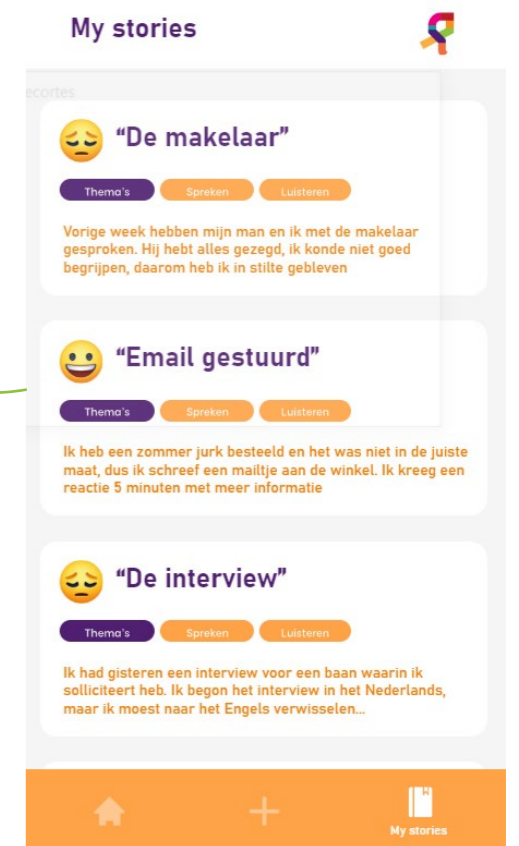 My stories
ecortes
“De makelaar”
Thema's Spreken Luisteren
Vorige week hebben mijn man en ik met de makelaar
gesproken. Hij hebt alles gezegd, ik konde niet goed
begrijpen, daarom heb ik in stilte gebleven
“Email gestuurd”
Thema's Spreken Luisteren
Ik heb een zommer jurk besteeld en het was niet in de juiste
maat, dus ik schreef een mailtje aan de winkel. Ik kreeg een
reactie 5 minuten met meer informatie
“De interview”
Thema's Spreken Luisteren
Ik had gisteren een interview voor een baan waarin ik
solliciteert heb. Ik begon het interview in het Nederlands,
maar ik moest naar het Engels verwisselen...
My stories